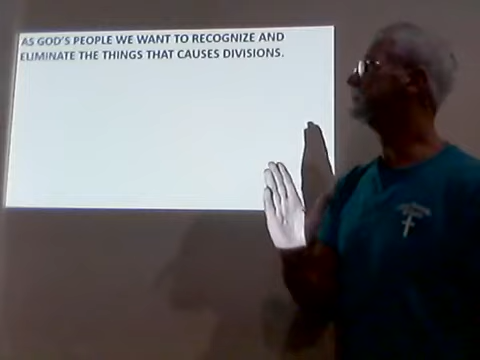 AS GOD'S PEOPLE WE WANT TO RECOGNIZE AND
ELIMINATE THE THINGS THAT CAUSES DIVISIONS.